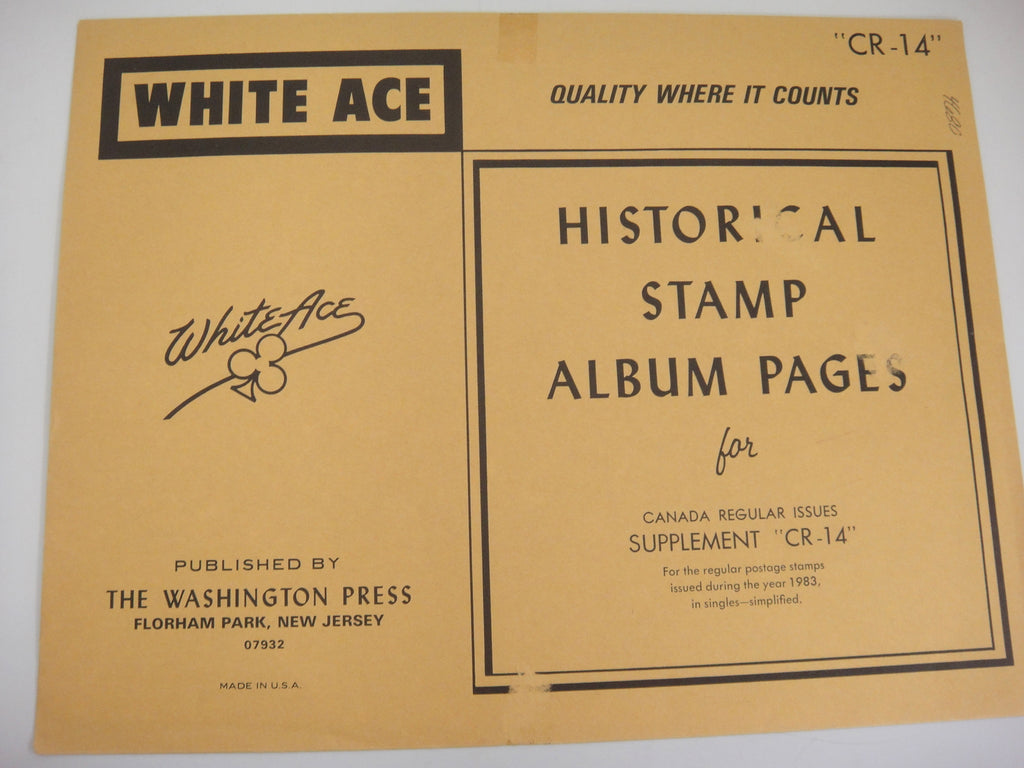 "CR-14"
WHITE ACE
QUALITY WHERE IT COUNTS
White Ace
PUBLISHED BY
THE WASHINGTON PRESS
FLORHAM PARK, NEW JERSEY
07932
MADE IN U.S.A.
HISTORICAL
STAMP
ALBUM PAGES
for
CANADA REGULAR ISSUES
SUPPLEMENT "CR-14"
For the regular postage stamps
issued during the year 1983,
in singles—simplified.